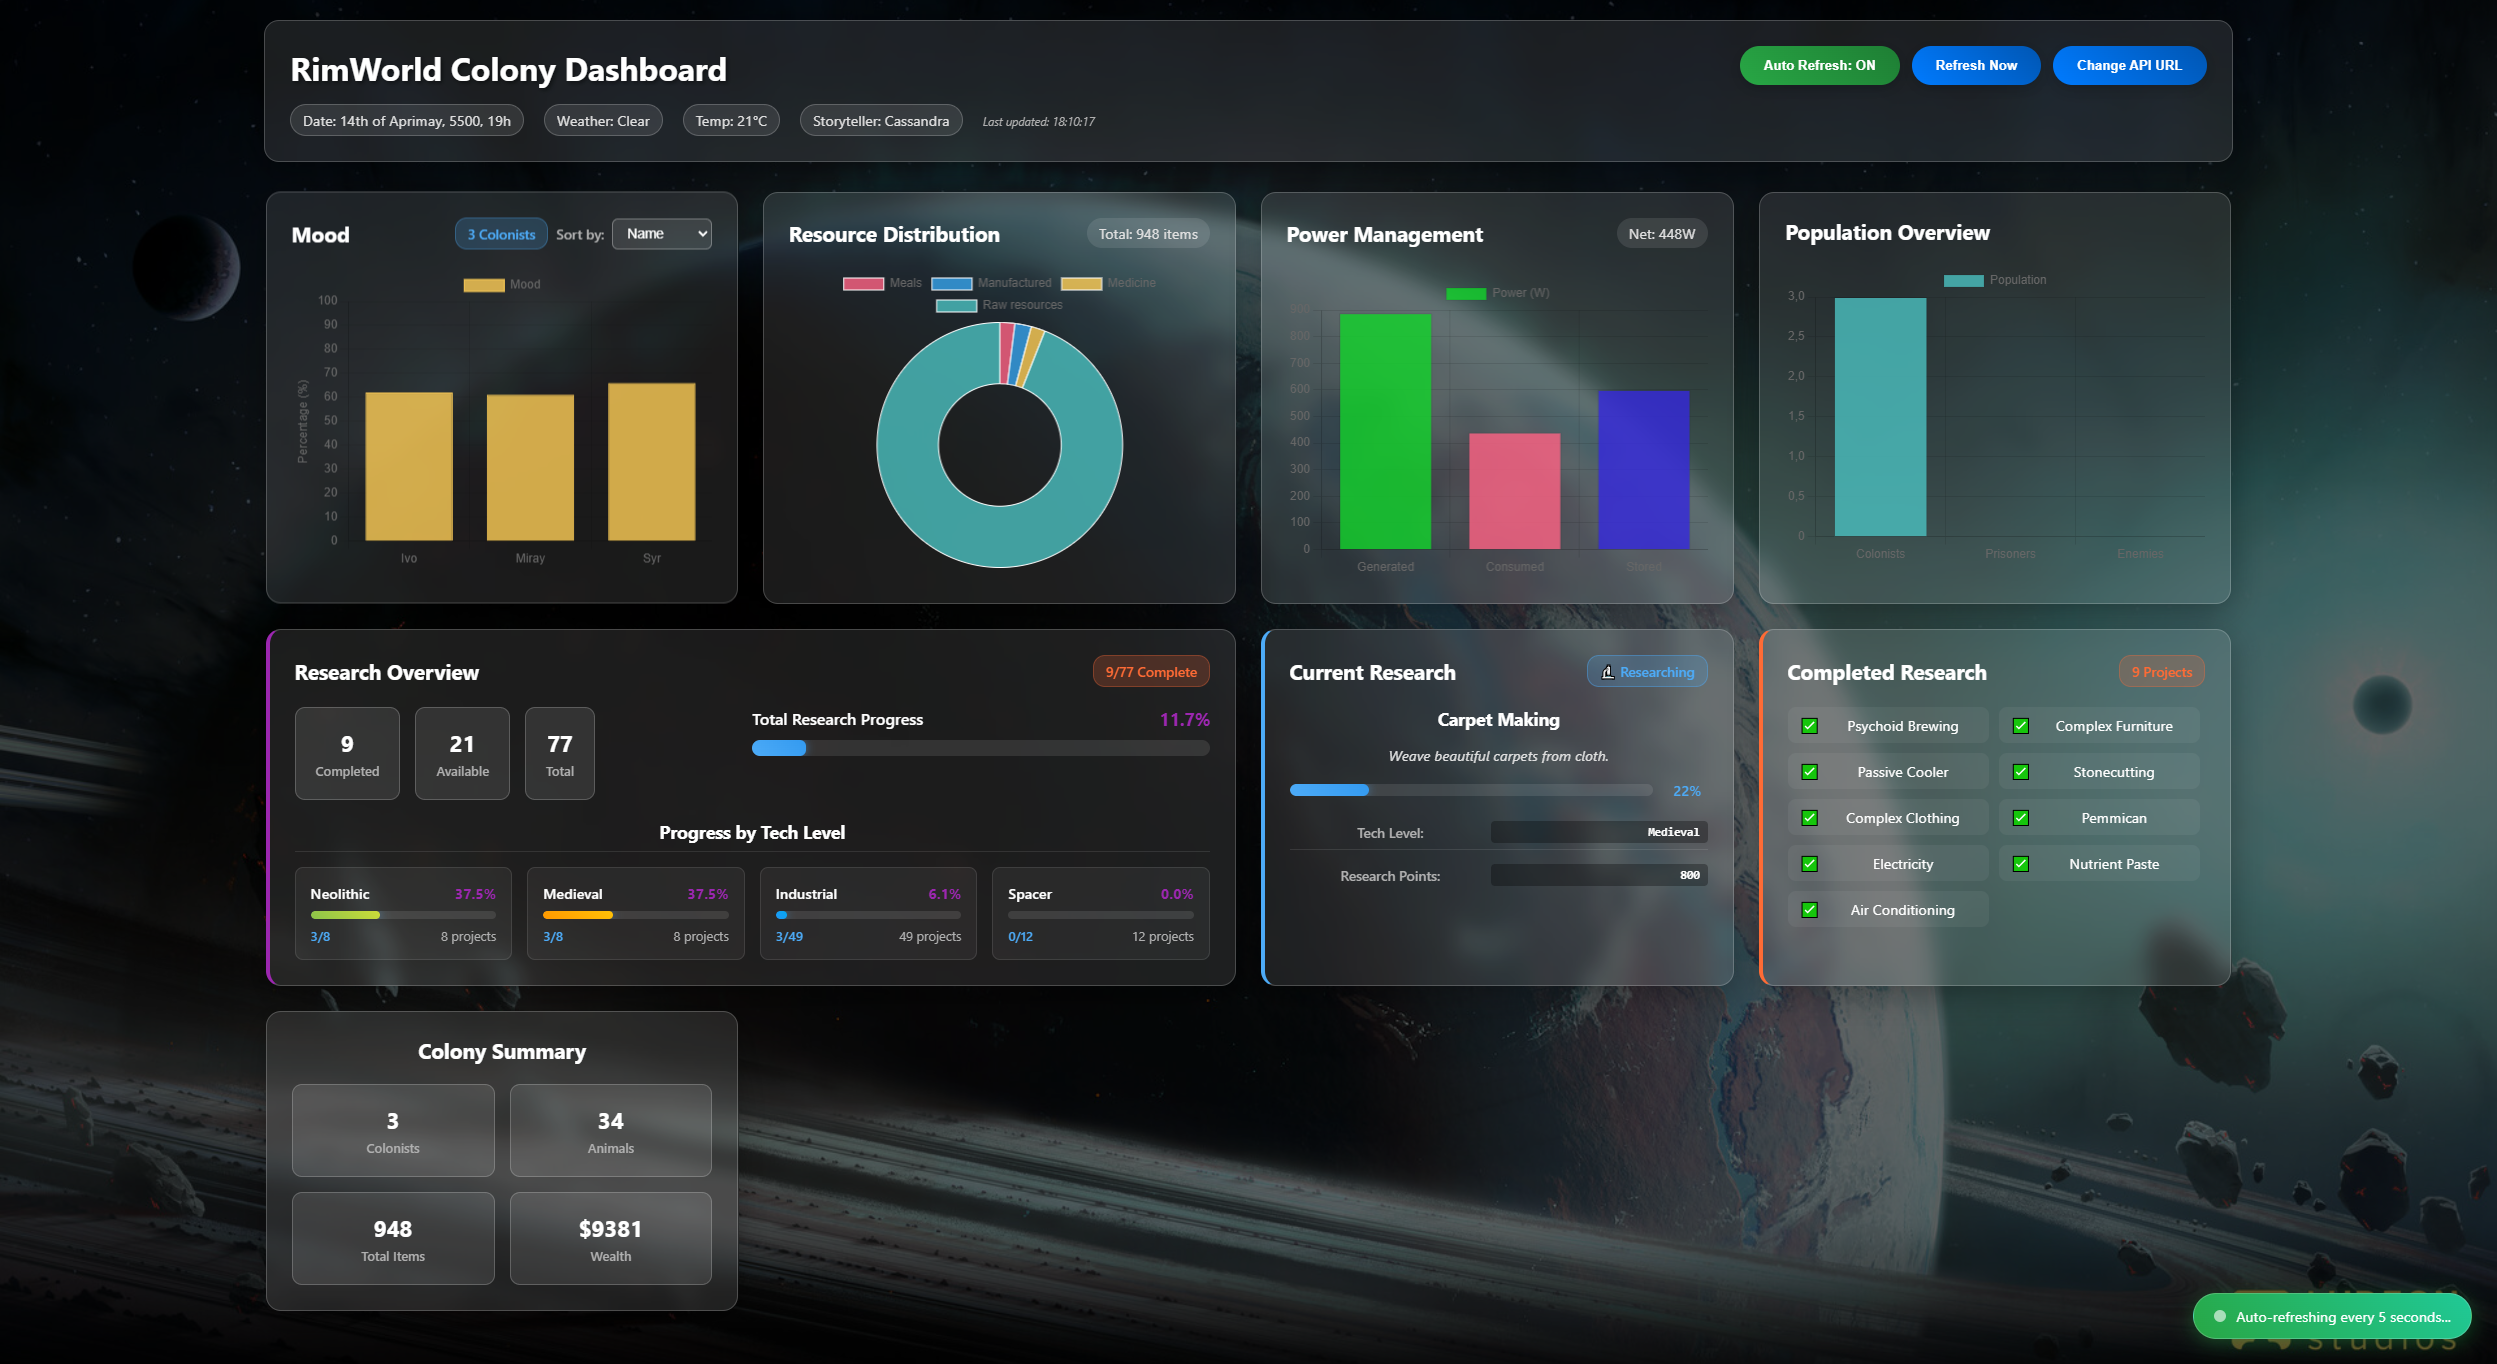 RimWorld Colony Dashboard
Auto Refresh: ON
Refresh Now
Change API URL
Date: 14th of Aprimay, 5500, 19h
Weather: Clear
Temp: 21°C
Storyteller: Cassandra
Last updated: 18:10:17
Mood
3 Colonists
Sort by:
Name
Mood
100
90
80
70
60
50
40
30
20
10
0
Percentage (%)
Ivo
Miray
Syr
Resource Distribution
Total: 948 items
Meals
Manufactured
Medicine
Raw resources
Power Management
Net: 448W
Power (W)
900
800
700
600
500
400
300
200
100
0
Generated
Consumed
Stored
Population Overview
Population
3,0
2,5
2,0
1,5
1,0
0,5
0
Colonists
Prisoners
Enemies
Research Overview
9/77 Complete
9
Completed
21
Available
77
Total
Total Research Progress
11.7%
Progress by Tech Level
Neolithic
37.5%
3/8
8 projects
Medieval
37.5%
3/8
8 projects
Industrial
6.1%
3/49
49 projects
Spacer
0.0%
0/12
12 projects
Current Research
Researching
Carpet Making
Weave beautiful carpets from cloth.
22%
Tech Level:
Medieval
Research Points:
800
Completed Research
9 Projects
Psychoid Brewing
Complex Furniture
Passive Cooler
Stonecutting
Complex Clothing
Pemmican
Electricity
Nutrient Paste
Air Conditioning
Colony Summary
3
Colonists
34
Animals
948
Total Items
$9381
Wealth
Auto-refreshing every 5 seconds...
studios